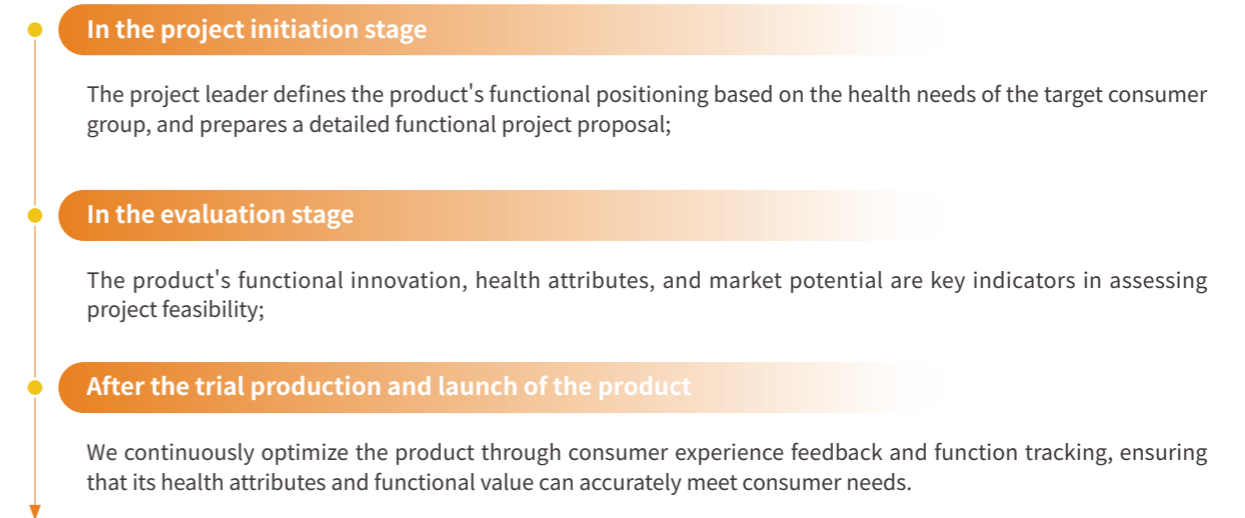 In the project initiation stage
The project leader defines the product's functional positioning based on the health needs of the target consumer
group, and prepares a detailed functional project proposal;
In the evaluation stage
The product's functional innovation, health attributes, and market potential are key indicators in assessing
project feasibility;
After the trial production and launch of the product
We continuously optimize the product through consumer experience feedback and function tracking, ensuring
that its health attributes and functional value can accurately meet consumer needs.